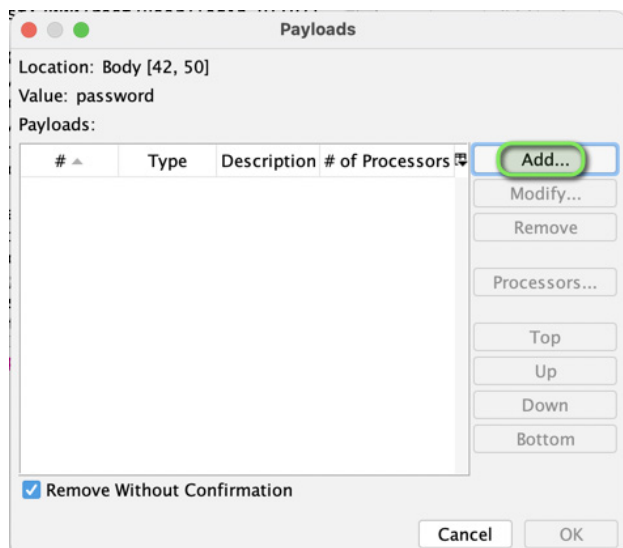 Payloads
Location: Body [42, 50]
Value: password
Payloads:
# Type Description # of Processors
Add...
Modify...
Remove
Processors...
Top
Up
Down
Bottom
Remove Without Confirmation
Cancel OK